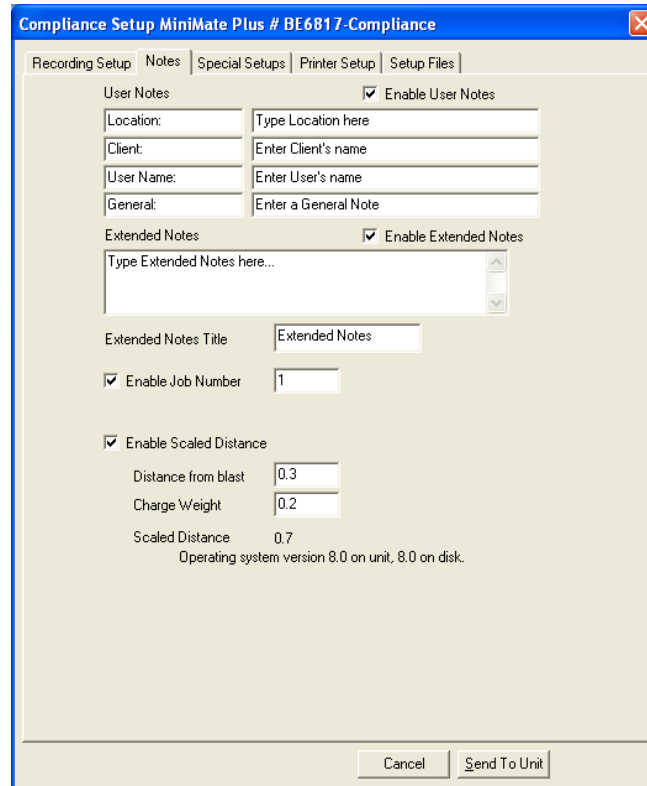 Compliance Setup MiniMate Plus # BE6817-Compliance
Recording Setup Notes Special Setups Printer Setup Setup Files
User Notes Enable User Notes
Location: Type Location here
Client: Enter Client's name
User Name: Enter User's name
General: Enter a General Note
Extended Notes Enable Extended Notes
Type Extended Notes here...
Extended Notes Title Extended Notes
Enable Job Number 1
Enable Scaled Distance
Distance from blast 0.3
Charge Weight 0.2
Scaled Distance 0.7
Operating system version 8.0 on unit, 8.0 on disk.
Cancel Send To Unit